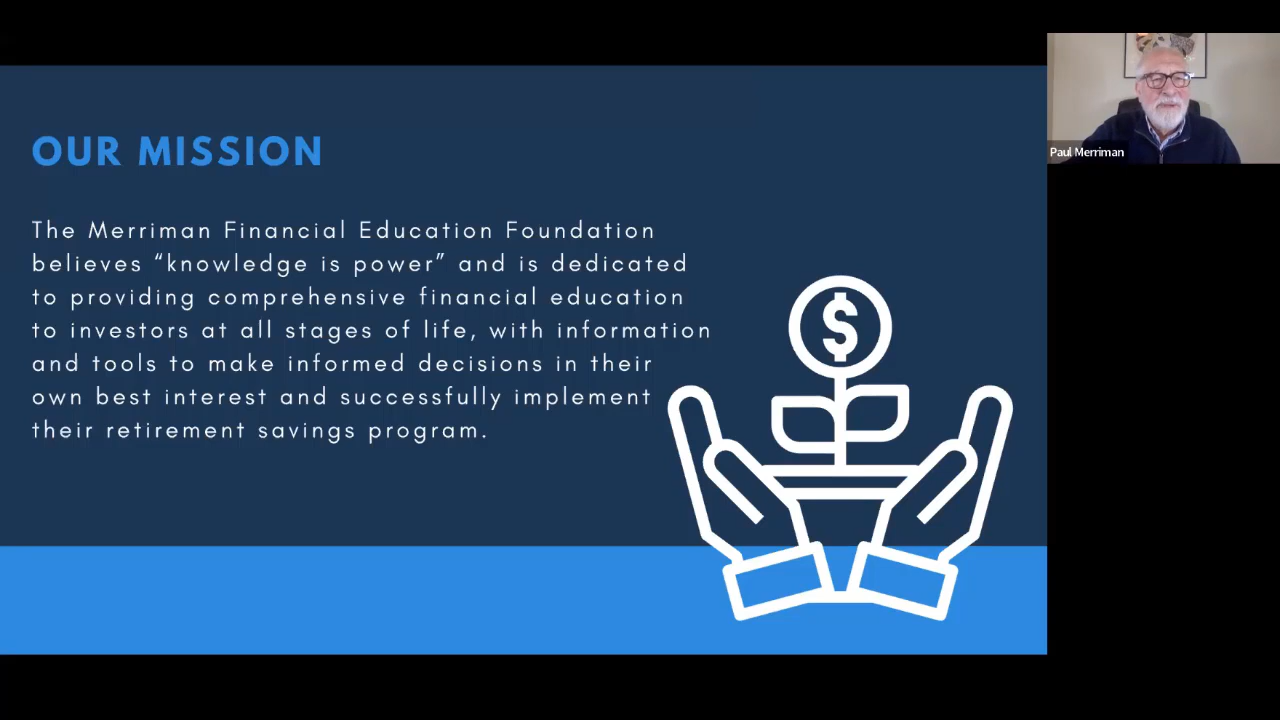 OUR MISSION
The Merriman Financial Education Foundation
believes “knowledge is power” and is dedicated
to providing comprehensive financial education
to investors at all stages of life, with information
and tools to make informed decisions in their
own best interest and successfully implement
their retirement savings program.
$
Paul Merriman